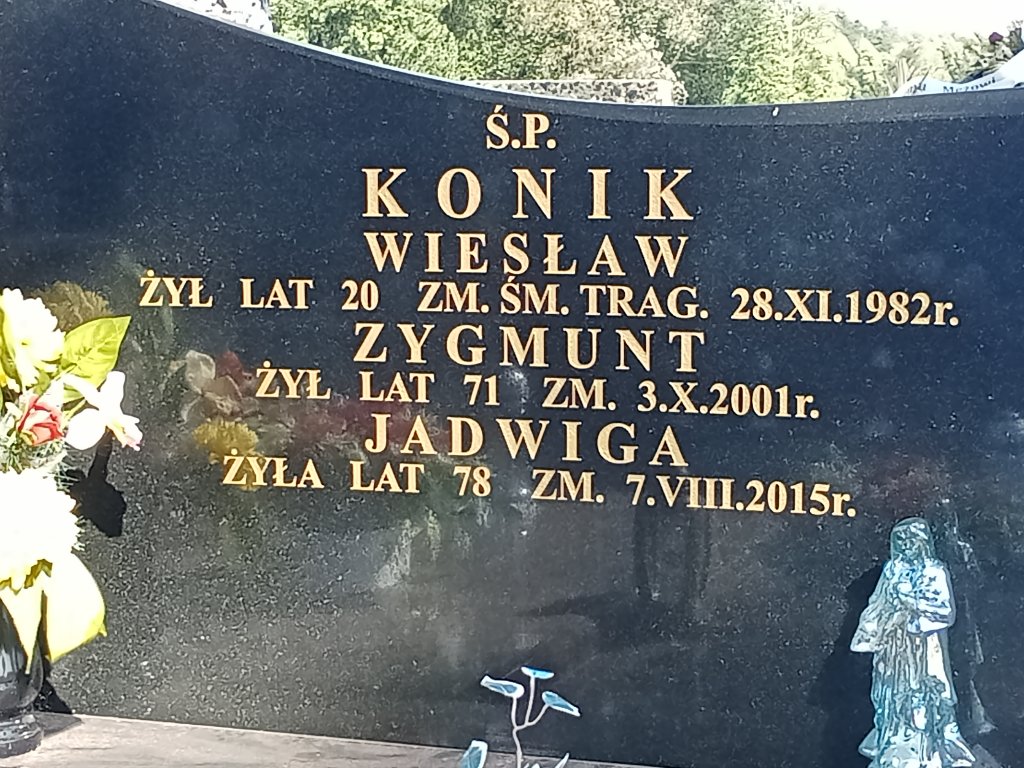 Mężowi
Ś.P.
KONIK
WIESŁAW
ŻYŁ LAT 20 ZM. ŚM. TRAG. 28.XI.1982r.
ZYGMUNT
ŻYŁ LAT 71 ZM. 3.X.2001r.
JADWIGA
ŻYŁA LAT 78 ZM. 7.VIII.2015r.